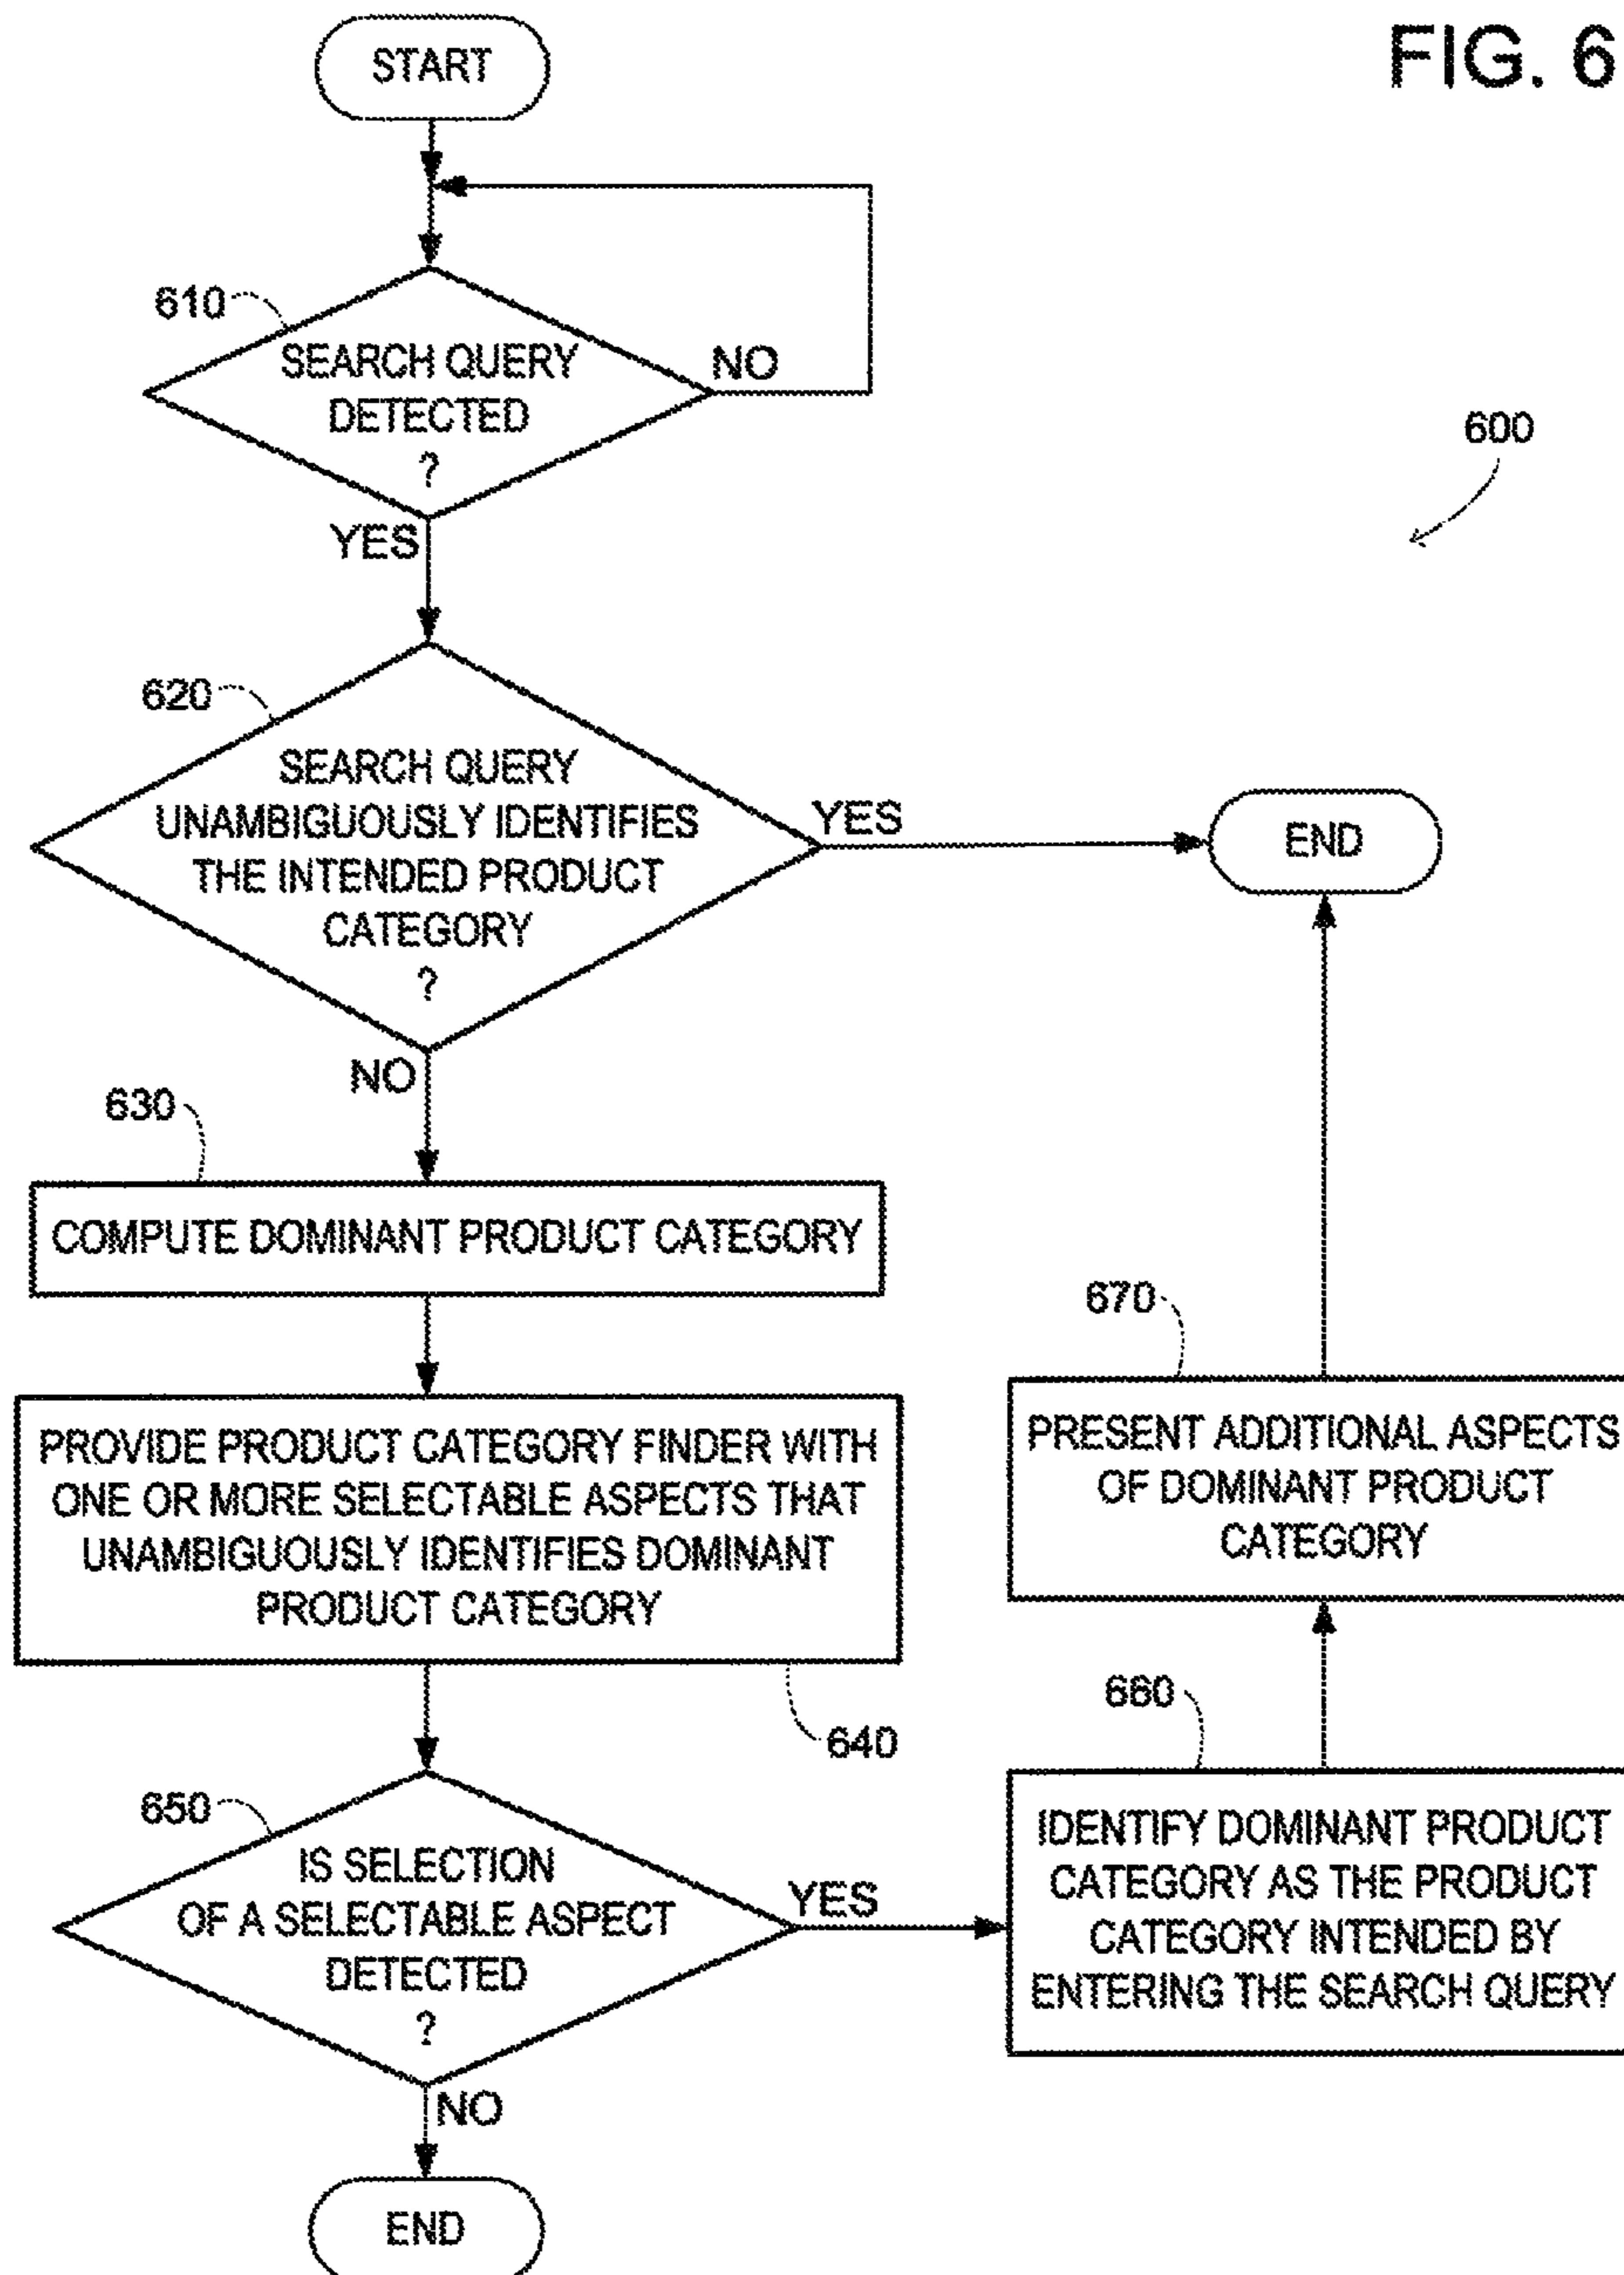 FIG. 6
START
610
SEARCH QUERY
DETECTED
?
NO
YES
600
620
SEARCH QUERY
UNAMBIGUOUSLY IDENTIFIES
THE INTENDED PRODUCT
CATEGORY
?
YES
END
NO
630
COMPUTE DOMINANT PRODUCT CATEGORY
PROVIDE PRODUCT CATEGORY FINDER WITH
ONE OR MORE SELECTABLE ASPECTS THAT
UNAMBIGUOUSLY IDENTIFIES DOMINANT
PRODUCT CATEGORY
640
650
IS SELECTION
OF A SELECTABLE ASPECT
DETECTED
?
YES
NO
END
660
IDENTIFY DOMINANT PRODUCT
CATEGORY AS THE PRODUCT
CATEGORY INTENDED BY
ENTERING THE SEARCH QUERY
670
PRESENT ADDITIONAL ASPECTS
OF DOMINANT PRODUCT
CATEGORY